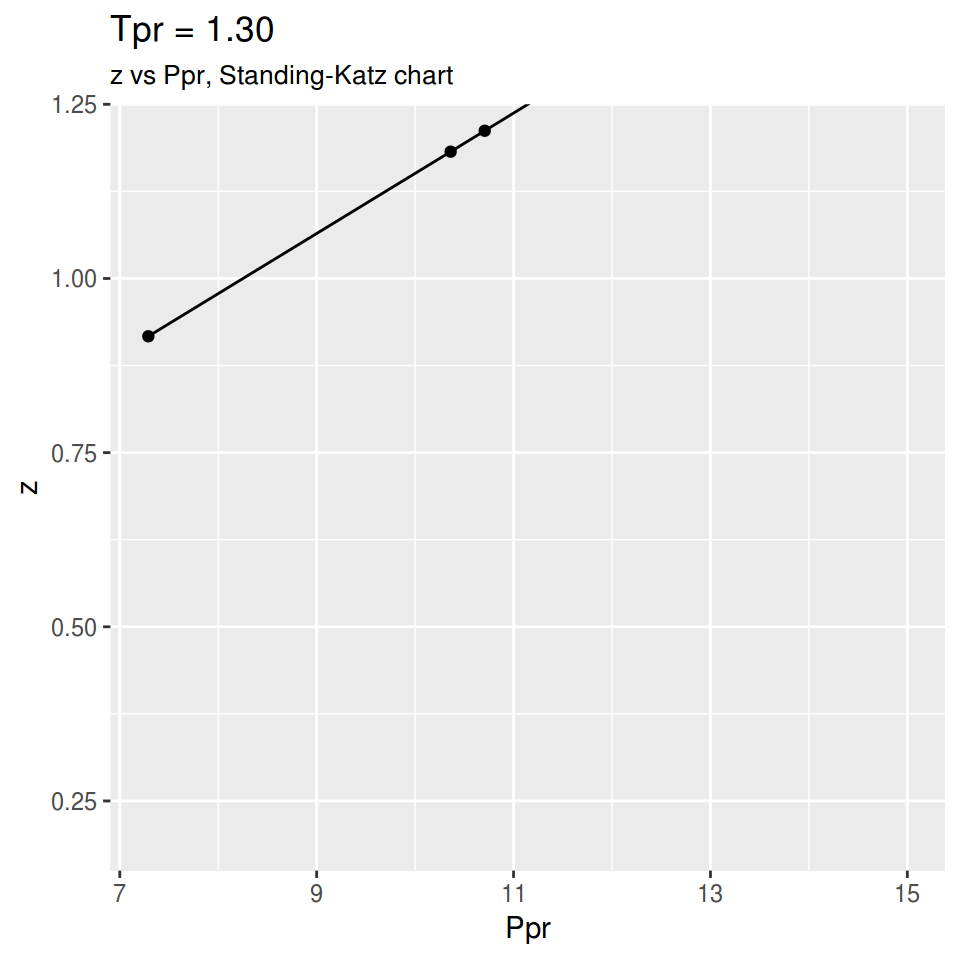 Tpr = 1.30
z vs Ppr, Standing-Katz chart
1.25
1.00
0.75
0.50
0.25
z
7 9 11 13 15
Ppr